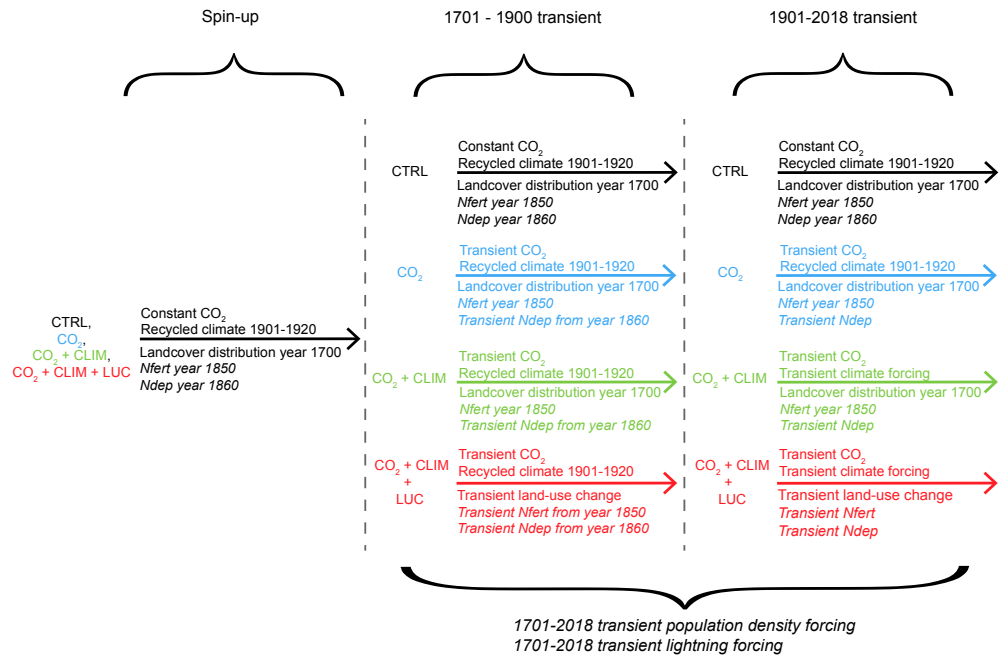 Spin-up
1701 - 1900 transient
1901-2018 transient
CTRL,
CO₂,
CO₂ + CLIM,
CO₂ + CLIM + LUC
Constant CO₂
Recycled climate 1901-1920
Landcover distribution year 1700
Nfert year 1850
Ndep year 1860
CTRL
Constant CO₂
Recycled climate 1901-1920
Landcover distribution year 1700
Nfert year 1850
Ndep year 1860
CTRL
Constant CO₂
Recycled climate 1901-1920
Landcover distribution year 1700
Nfert year 1850
Ndep year 1860
CO₂
Transient CO₂
Recycled climate 1901-1920
Landcover distribution year 1700
Nfert year 1850
Transient Ndep from year 1860
CO₂
Transient CO₂
Recycled climate 1901-1920
Landcover distribution year 1700
Nfert year 1850
Transient Ndep
CO₂ + CLIM
Transient CO₂
Recycled climate 1901-1920
Landcover distribution year 1700
Nfert year 1850
Transient Ndep from year 1860
CO₂ + CLIM
Transient CO₂
Transient climate forcing
Landcover distribution year 1700
Nfert year 1850
Transient Ndep
CO₂ + CLIM
+
LUC
Transient CO₂
Recycled climate 1901-1920
Transient land-use change
Transient Nfert from year 1850
Transient Ndep from year 1860
CO₂ + CLIM
+
LUC
Transient CO₂
Transient climate forcing
Transient land-use change
Transient Nfert
Transient Ndep
1701-2018 transient population density forcing
1701-2018 transient lightning forcing